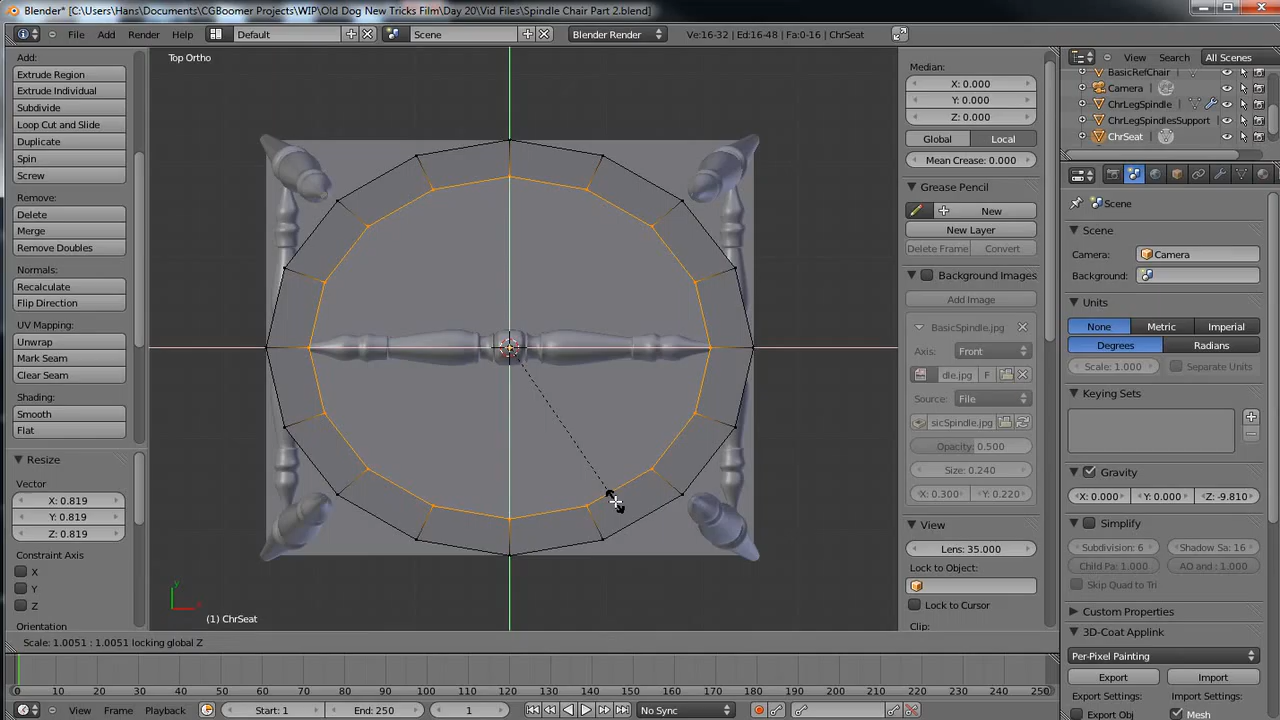 Blender* [C:\Users\Hans\Documents\CGBoomer Projects\WIP\Old Dog New Tricks Film\Day 20\Vid Files\Spindle Chair Part 2.blend]
File Add Render Help Default Scene Blender Render Ve:16-32 | Ed:16-48 | Fa:0-16 | ChrSeat View Search All Scenes
Add:
Extrude Region
Extrude Individual
Subdivide
Loop Cut and Slide
Duplicate
Spin
Screw
Remove:
Delete
Merge
Remove Doubles
Normals:
Recalculate
Flip Direction
UV Mapping:
Unwrap
Mark Seam
Clear Seam
Shading:
Smooth
Flat
Resize
Vector
X: 0.819
Y: 0.819
Z: 0.819
Constraint Axis
X
Y
Z
Orientation
Top Ortho
y
(1) ChrSeat
Scale: 1.0051 : 1.0051 locking global Z
Median:
X: 0.000
Y: 0.000
Z: 0.000
Global Local
Mean Crease: 0.000
Grease Pencil
New
New Layer
Delete Frame Convert
Background Images
Add Image
BasicSpindle.jpg
Axis: Front
dle.jpg F
Source: File
sicSpindle.jpg
Opacity: 0.500
Size: 0.240
X: 0.300 Y: 0.220
View
Lens: 35.000
Lock to Object:
Lock to Cursor
Clip:
BasicRefChair
Camera
ChrLegSpindle
ChrLegSpindlesSupport
ChrSeat
Scene
Scene
Camera: Camera
Background:
Units
None Metric Imperial
Degrees Radians
Scale: 1.000 Separate Units
Keying Sets
Gravity
X: 0.000 Y: 0.000 Z: -9.810
Simplify
Subdivision: 6 Shadow Sa: 16
Child Pa: 1.000 AO and : 1.000
Skip Quad to Tri
Custom Properties
3D-Coat Applink
Per-Pixel Painting
Export Import
Export Settings: Import Settings:
Export Obj Mesh
0 10 20 30 40 50 60 70 80 90 100 110 120 130 140 150 160 170 180 190 200 210 220 230 240 250
View Frame Playback Start: 1 End: 250 1 No Sync